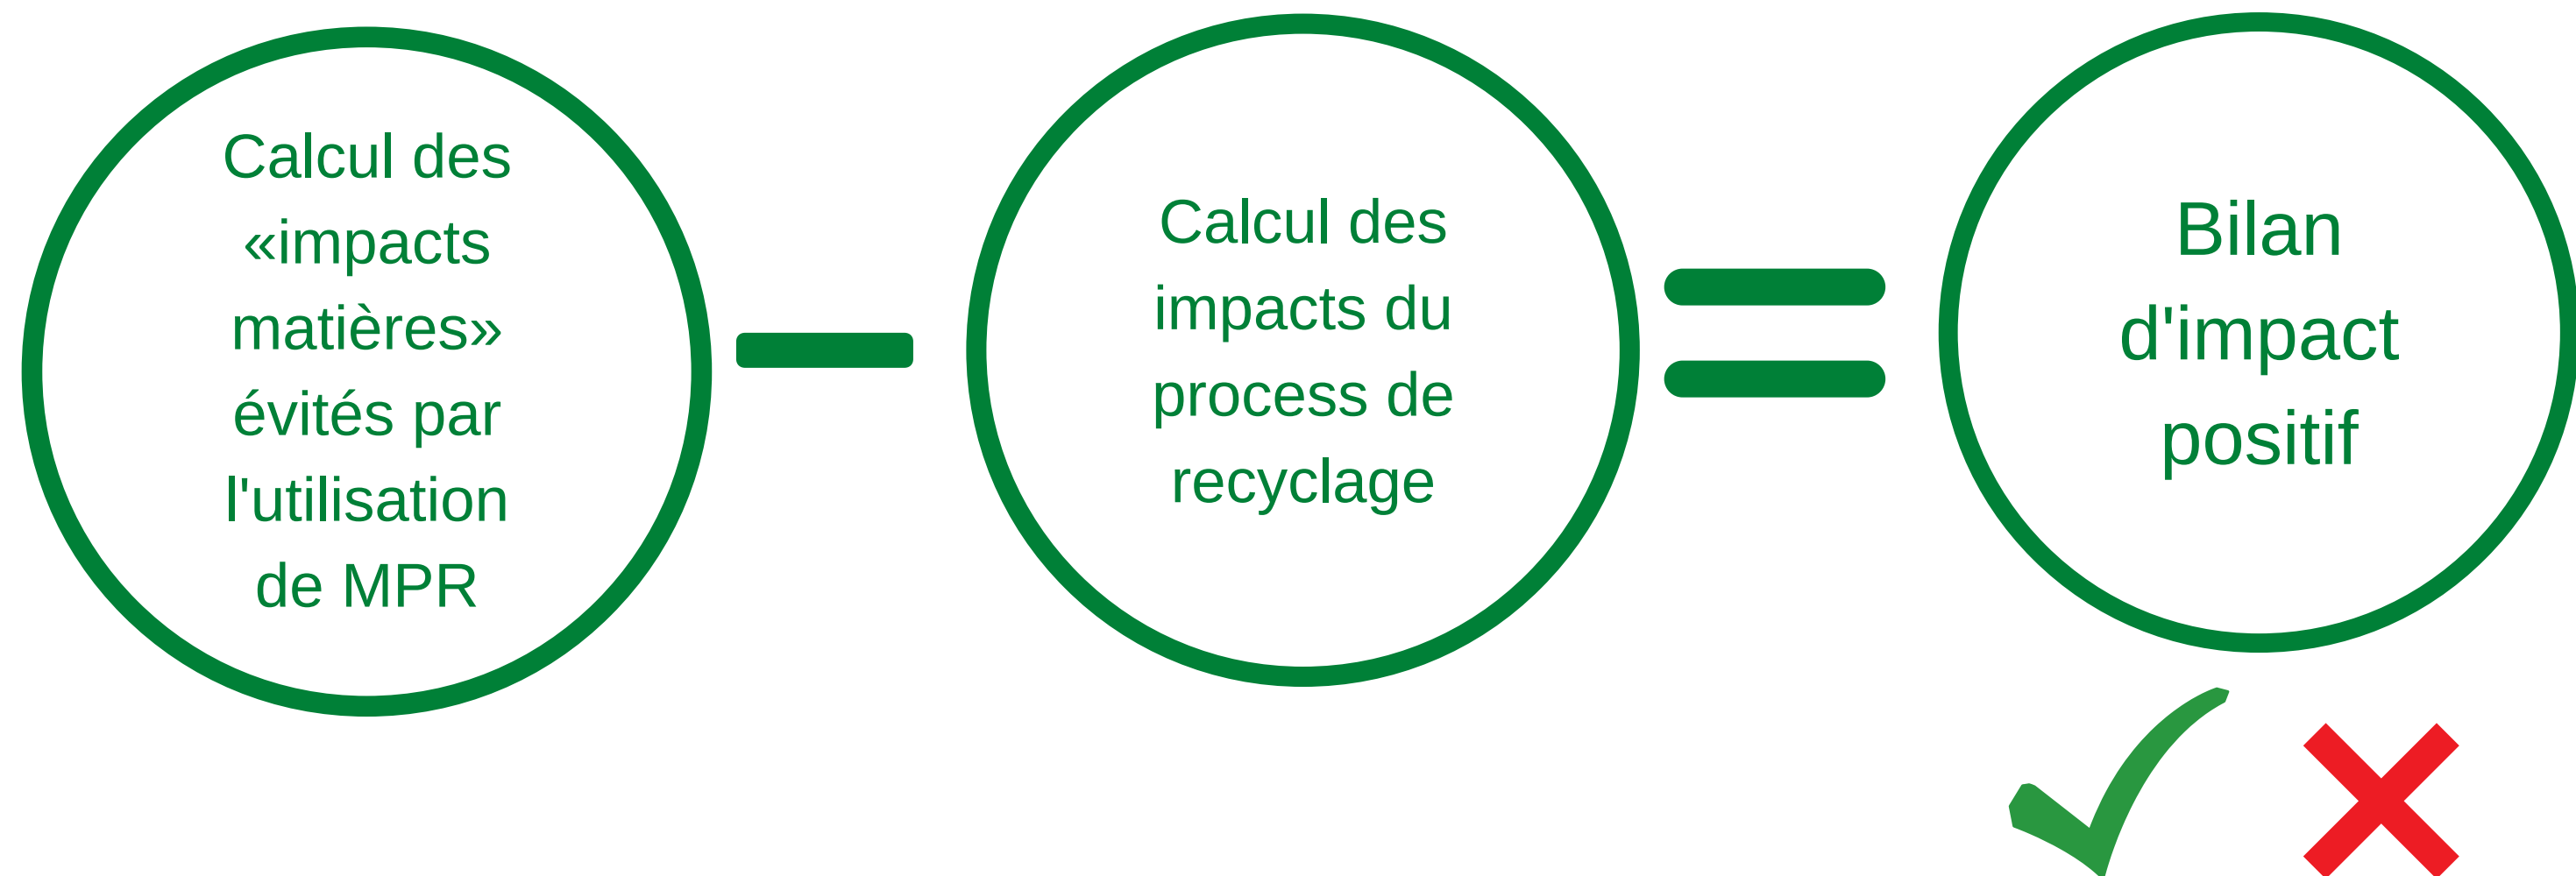 Calcul des
«impacts
matières»
évités par
l'utilisation
de MPR
Calcul des
impacts du
process de
recyclage
Bilan
d'impact
positif